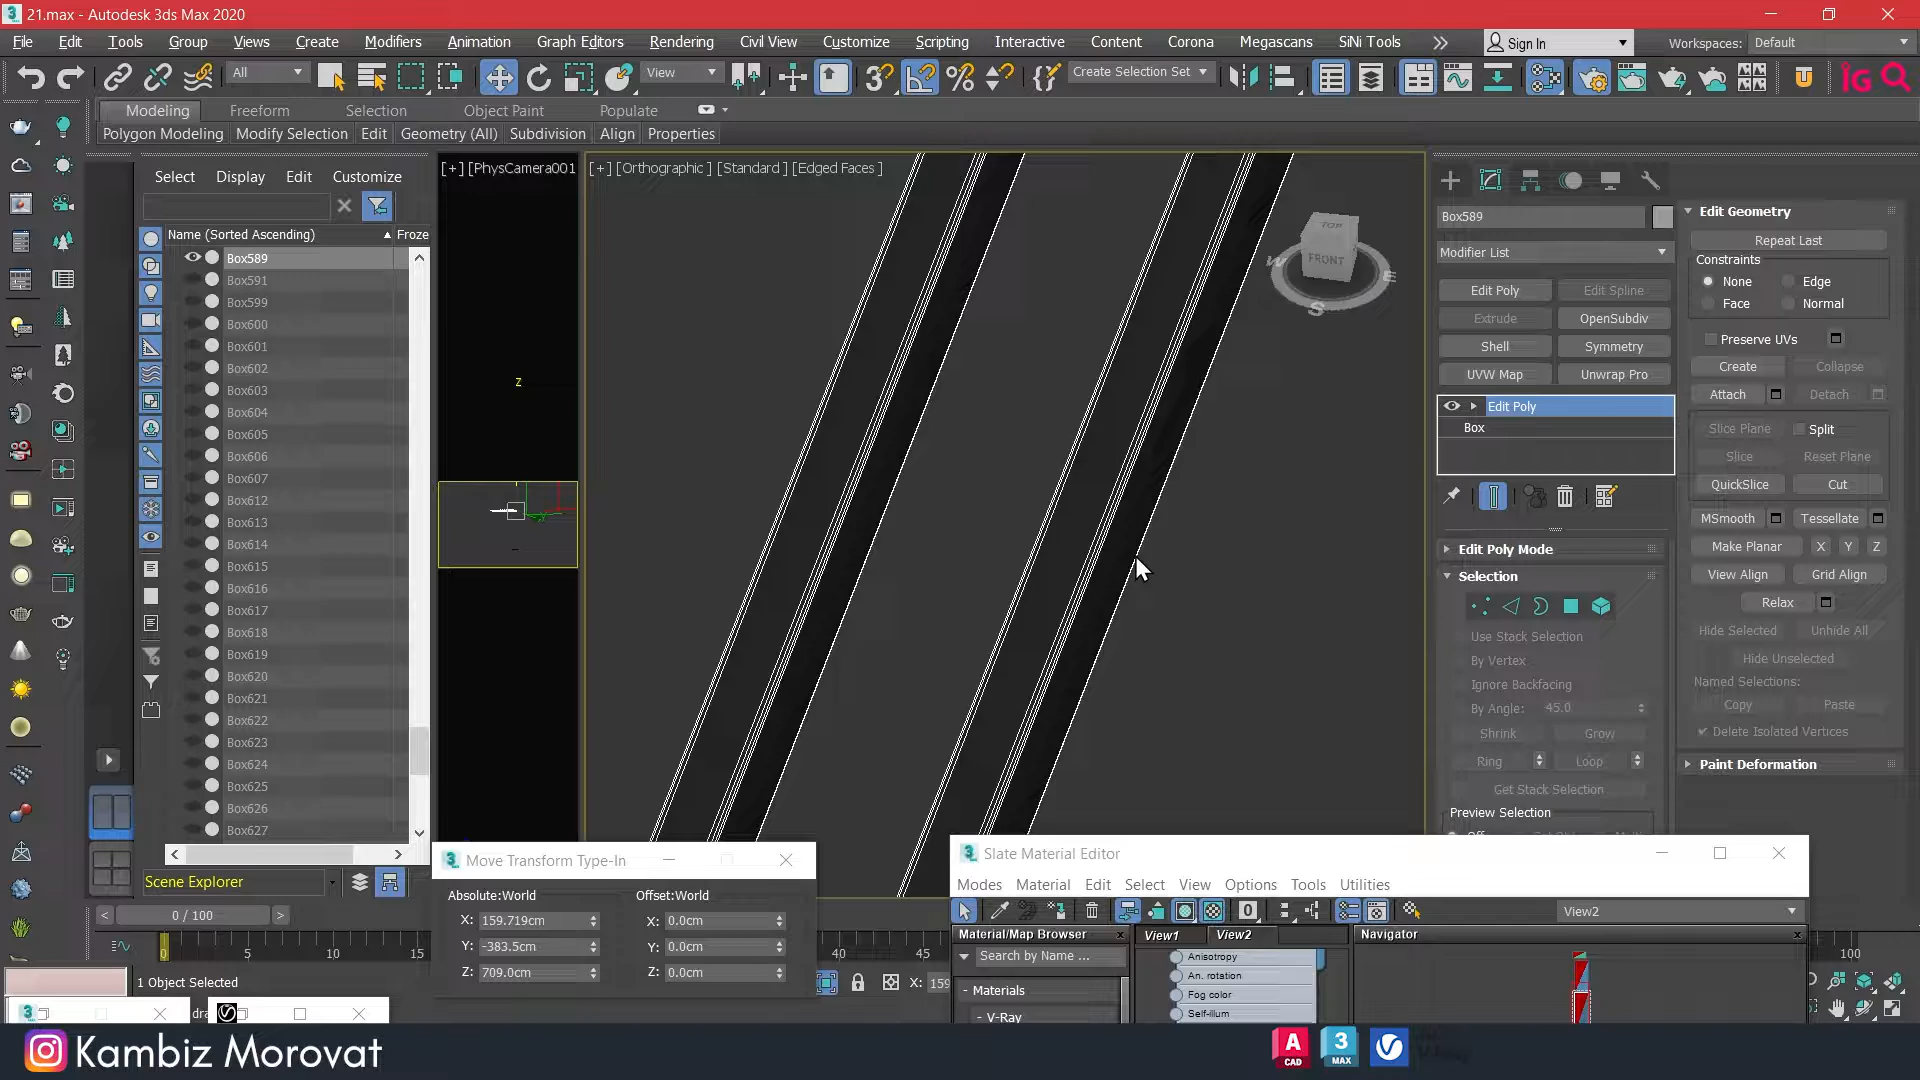 21.max - Autodesk 3ds Max 2020
File Edit Tools Group Views Create Modifiers Animation Graph Editors Rendering Civil View Customize Scripting Interactive Content Corona Megascans SiNi Tools Sign In Workspaces: Default
All View Create Selection Set IG
Modeling Freeform Selection Object Paint Populate
Polygon Modeling Modify Selection Edit Geometry (All) Subdivision Align Properties
Select Display Edit Customize
Name (Sorted Ascending) Froze
Box589
Box591
Box599
Box600
Box601
Box602
Box603
Box604
Box605
Box606
Box607
Box612
Box613
Box614
Box615
Box616
Box617
Box618
Box619
Box620
Box621
Box622
Box623
Box624
Box625
Box626
Box627
Scene Explorer
0 / 100
[+] [PhysCamera001
Z
[+] [Orthographic ] [Standard ] [Edged Faces ]
TOP
FRONT
W E
S
Box589
Modifier List
Edit Poly Edit Spline
Extrude OpenSubdiv
Shell Symmetry
UVW Map Unwrap Pro
Edit Poly
Box
Edit Poly Mode
Selection
Use Stack Selection
By Vertex
Ignore Backfacing
By Angle: 45.0
Shrink Grow
Ring Loop
Get Stack Selection
Preview Selection
Edit Geometry
Repeat Last
Constraints
None Edge
Face Normal
Preserve UVs
Create Collapse
Attach Detach
Slice Plane Split
Slice Reset Plane
QuickSlice Cut
MSmooth Tessellate
Make Planar X Y Z
View Align Grid Align
Relax
Hide Selected Unhide All
Hide Unselected
Named Selections:
Copy Paste
Delete Isolated Vertices
Paint Deformation
Move Transform Type-In
Absolute:World Offset:World
X: 159.719cm X: 0.0cm
Y: -383.5cm Y: 0.0cm
Z: 709.0cm Z: 0.0cm
Slate Material Editor
Modes Material Edit Select View Options Tools Utilities
View2
Material/Map Browser View1 View2 Navigator
Search by Name ...
- Materials
- V-Ray
Anisotropy
An. rotation
Fog color
Self-illum
0 5 10 15 40 45 100
1 Object Selected
X: 159
dra
Kambiz Morovat
A CAD 3 MAX